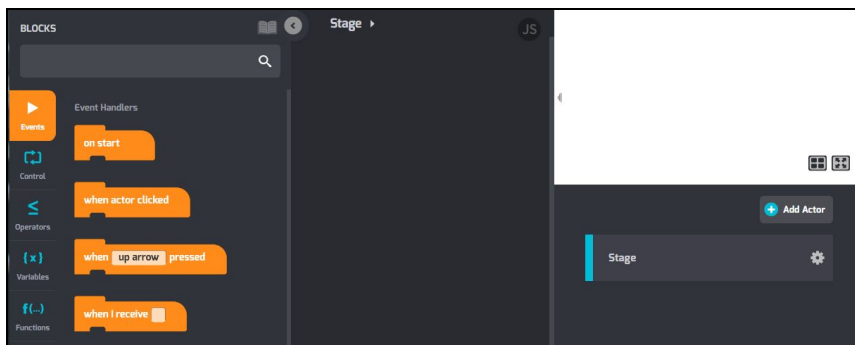 BLOCKS
Stage
JS
Events
Control
≤
Operators
{x}
Variables
f(...)
Functions
Event Handlers
on start
when actor clicked
when up arrow pressed
when I receive
Add Actor
Stage